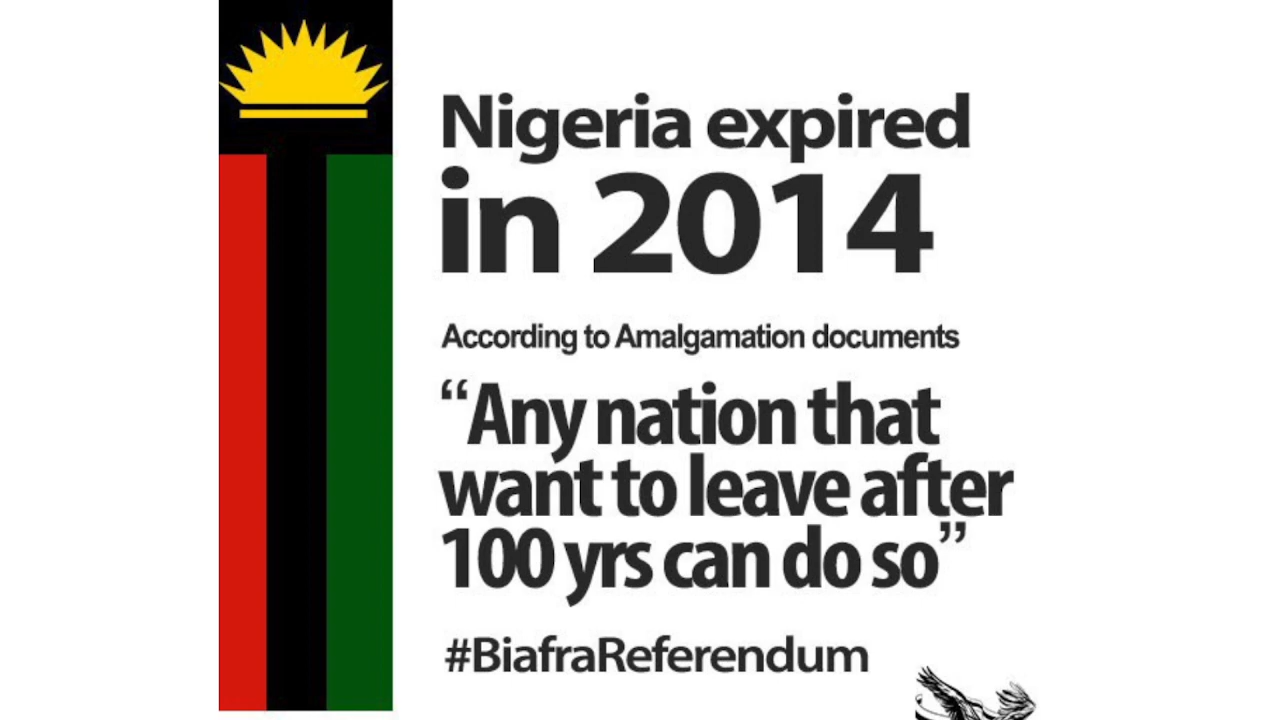 Nigeria expired
in 2014
According to Amalgamation documents
“Any nation that
want to leave after
100 yrs can do so”
#BiafraReferendum